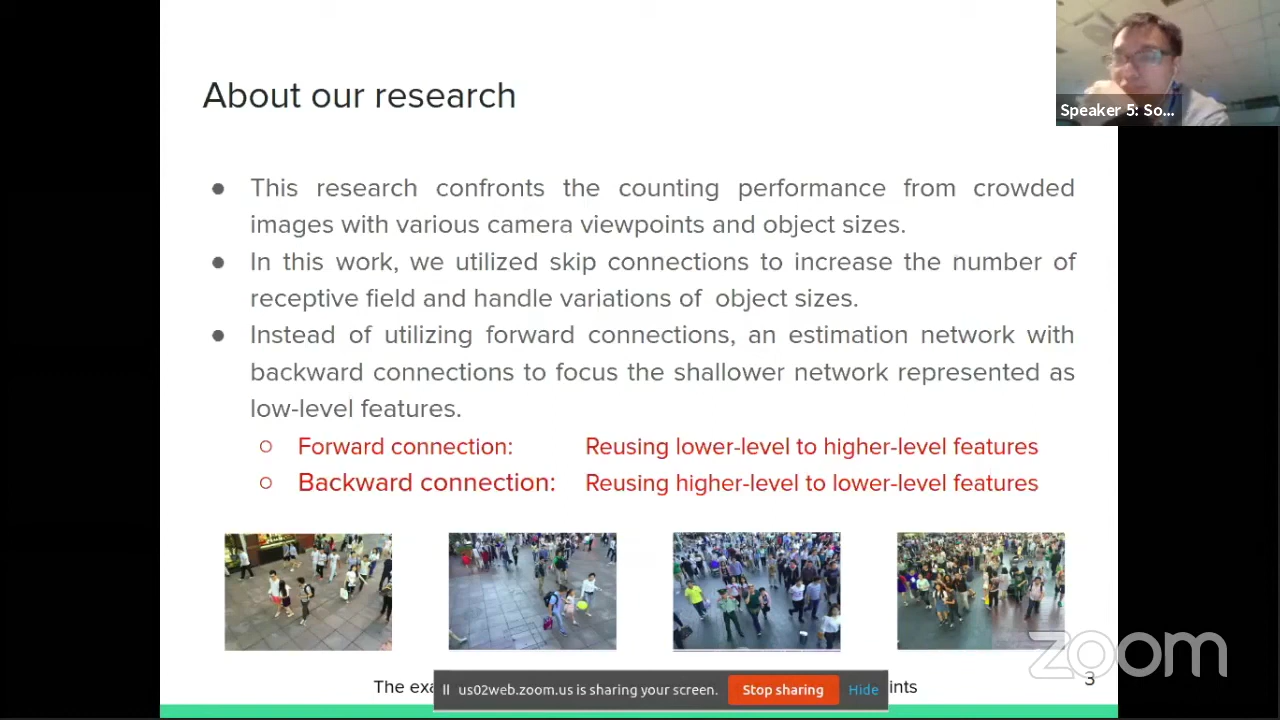 Speaker 5: So...
About our research
● This research confronts the counting performance from crowded
images with various camera viewpoints and object sizes.
● In this work, we utilized skip connections to increase the number of
receptive field and handle variations of object sizes.
● Instead of utilizing forward connections, an estimation network with
backward connections to focus the shallower network represented as
low-level features.
○ Forward connection: Reusing lower-level to higher-level features
○ Backward connection: Reusing higher-level to lower-level features
zoom
The exa
us02web.zoom.us is sharing your screen. Stop sharing Hide
ints
3